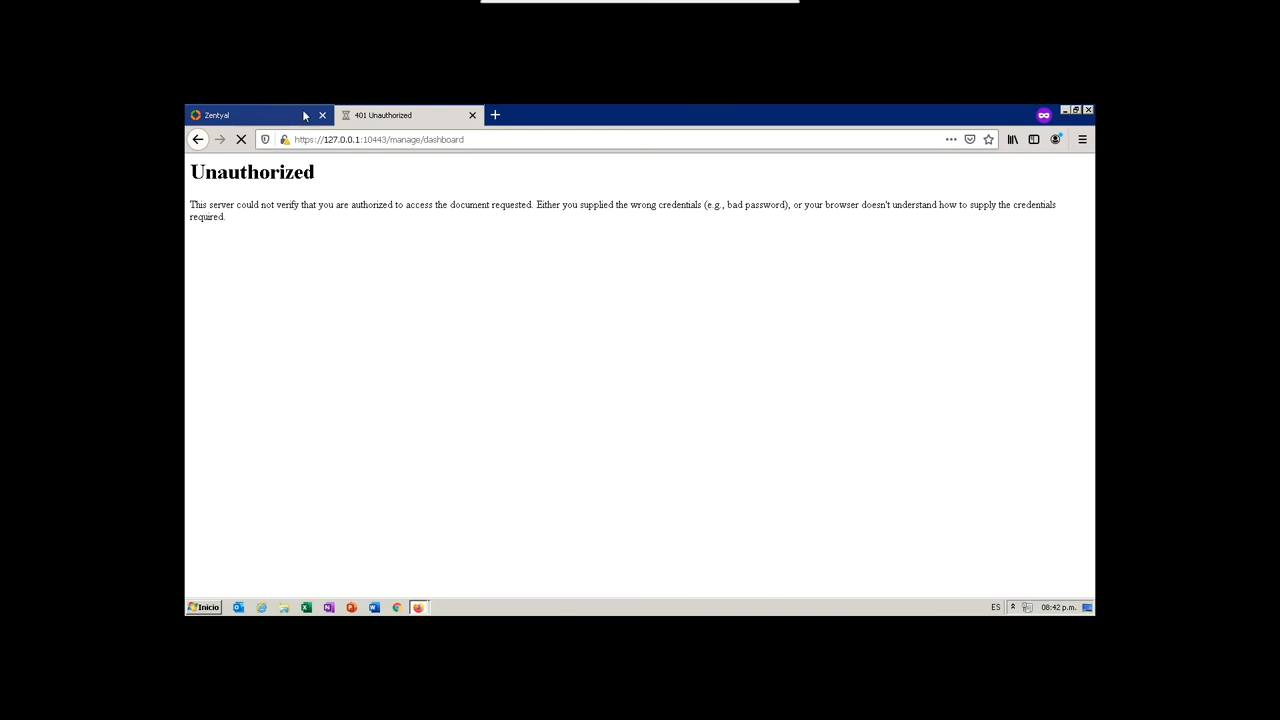 Zentyal
401 Unauthorized
https://127.0.0.1:10443/manage/dashboard
Unauthorized
This server could not verify that you are authorized to access the document requested. Either you supplied the wrong credentials (e.g., bad password), or your browser doesn't understand how to supply the credentials
required.
Inicio
ES
08:42 p.m.